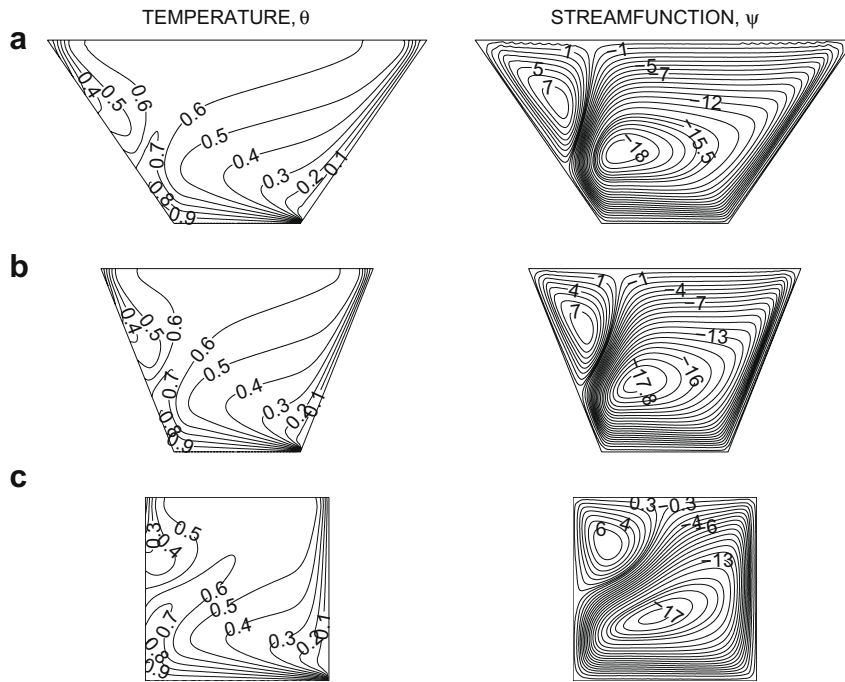 TEMPERATURE, θ STREAMFUNCTION, ψ
a
0.4 0.5 0.6 0.6 0.5 0.4 0.3 0.2 0.1 0.7 0.8 0.9
1 −1 5 7 −5 −7 −12 −15.5 −18
b
0.4 0.5 0.6 0.6 0.5 0.4 0.3 0.2 0.1 0.7 0.8 0.9
1 −1 4 7 −4 −7 −13 −16 −17.8
c
0.3 0.4 0.5 0.6 0.5 0.4 0.3 0.2 0.1 0.7 0.8 0.9
0.3 −0.3 6 4 −4 −6 −13 −17